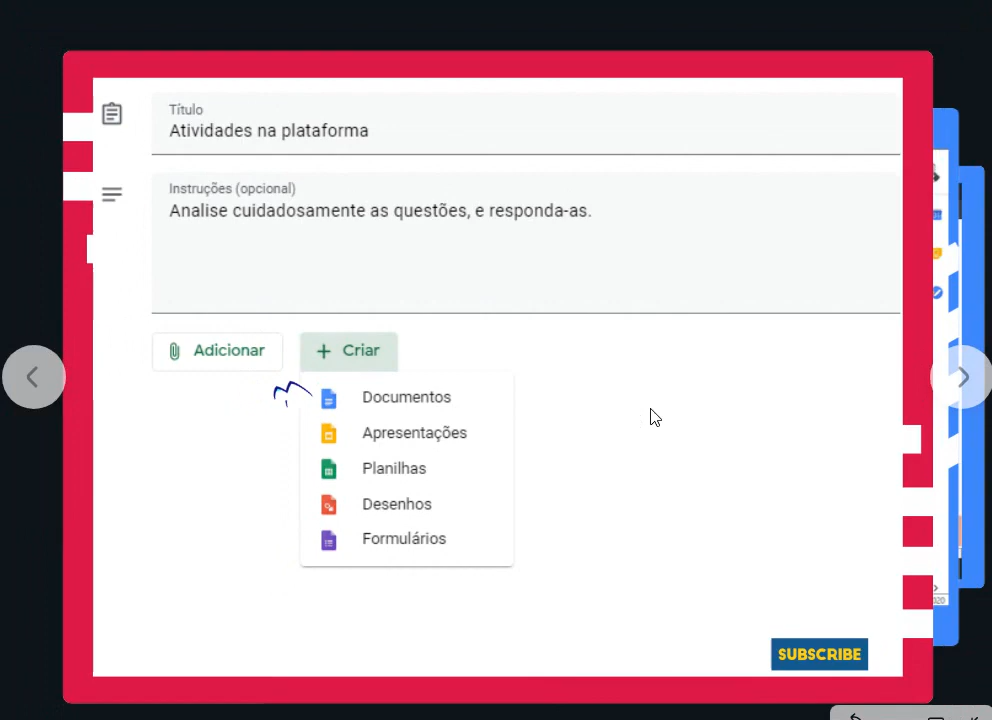 Título
Atividades na plataforma
Instruções (opcional)
Analise cuidadosamente as questões, e responda-as.
Adicionar
+ Criar
Documentos
Apresentações
Planilhas
Desenhos
Formulários
SUBSCRIBE